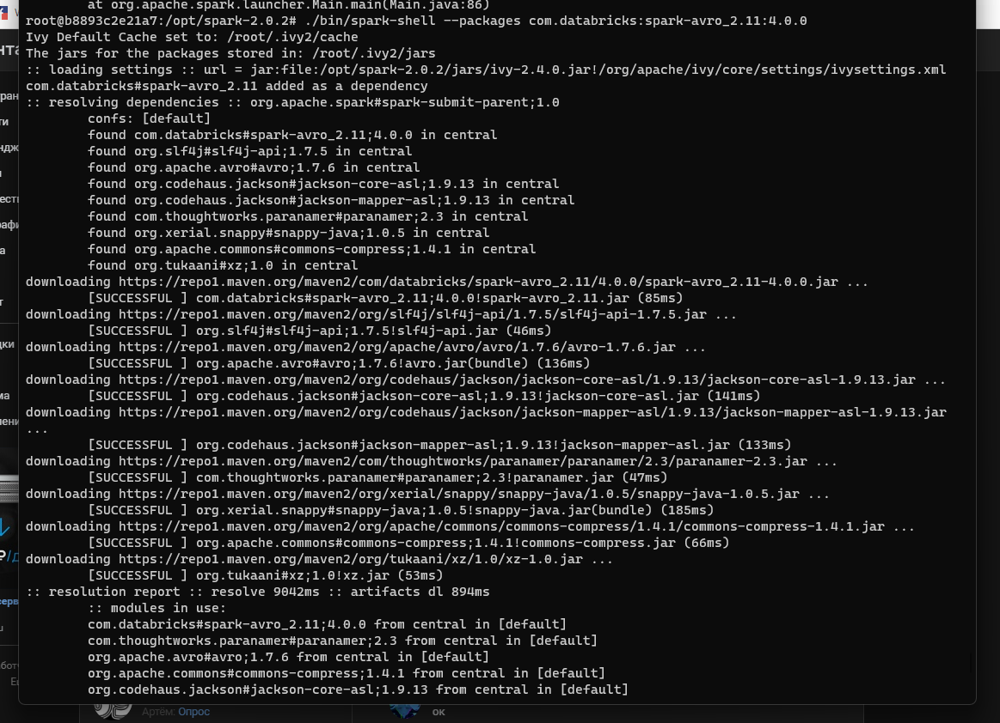 at org.apache.spark.launcher.Main.main(Main.java:86)
root@b8893c2e21a7:/opt/spark-2.0.2# ./bin/spark-shell --packages com.databricks:spark-avro_2.11:4.0.0
Ivy Default Cache set to: /root/.ivy2/cache
The jars for the packages stored in: /root/.ivy2/jars
:: loading settings :: url = jar:file:/opt/spark-2.0.2/jars/ivy-2.4.0.jar!/org/apache/ivy/core/settings/ivysettings.xml
com.databricks#spark-avro_2.11 added as a dependency
:: resolving dependencies :: org.apache.spark#spark-submit-parent;1.0
confs: [default]
found com.databricks#spark-avro_2.11;4.0.0 in central
found org.slf4j#slf4j-api;1.7.5 in central
found org.apache.avro#avro;1.7.6 in central
found org.codehaus.jackson#jackson-core-asl;1.9.13 in central
found org.codehaus.jackson#jackson-mapper-asl;1.9.13 in central
found com.thoughtworks.paranamer#paranamer;2.3 in central
found org.xerial.snappy#snappy-java;1.0.5 in central
found org.apache.commons#commons-compress;1.4.1 in central
found org.tukaani#xz;1.0 in central
downloading https://repo1.maven.org/maven2/com/databricks/spark-avro_2.11/4.0.0/spark-avro_2.11-4.0.0.jar ...
[SUCCESSFUL ] com.databricks#spark-avro_2.11;4.0.0!spark-avro_2.11.jar (85ms)
downloading https://repo1.maven.org/maven2/org/slf4j/slf4j-api/1.7.5/slf4j-api-1.7.5.jar ...
[SUCCESSFUL ] org.slf4j#slf4j-api;1.7.5!slf4j-api.jar (46ms)
downloading https://repo1.maven.org/maven2/org/apache/avro/avro/1.7.6/avro-1.7.6.jar ...
[SUCCESSFUL ] org.apache.avro#avro;1.7.6!avro.jar(bundle) (136ms)
downloading https://repo1.maven.org/maven2/org/codehaus/jackson/jackson-core-asl/1.9.13/jackson-core-asl-1.9.13.jar ...
[SUCCESSFUL ] org.codehaus.jackson#jackson-core-asl;1.9.13!jackson-core-asl.jar (141ms)
downloading https://repo1.maven.org/maven2/org/codehaus/jackson/jackson-mapper-asl/1.9.13/jackson-mapper-asl-1.9.13.jar
...
[SUCCESSFUL ] org.codehaus.jackson#jackson-mapper-asl;1.9.13!jackson-mapper-asl.jar (133ms)
downloading https://repo1.maven.org/maven2/com/thoughtworks/paranamer/paranamer/2.3/paranamer-2.3.jar ...
[SUCCESSFUL ] com.thoughtworks.paranamer#paranamer;2.3!paranamer.jar (47ms)
downloading https://repo1.maven.org/maven2/org/xerial/snappy/snappy-java/1.0.5/snappy-java-1.0.5.jar ...
[SUCCESSFUL ] org.xerial.snappy#snappy-java;1.0.5!snappy-java.jar(bundle) (185ms)
downloading https://repo1.maven.org/maven2/org/apache/commons/commons-compress/1.4.1/commons-compress-1.4.1.jar ...
[SUCCESSFUL ] org.apache.commons#commons-compress;1.4.1!commons-compress.jar (66ms)
downloading https://repo1.maven.org/maven2/org/tukaani/xz/1.0/xz-1.0.jar ...
[SUCCESSFUL ] org.tukaani#xz;1.0!xz.jar (53ms)
:: resolution report :: resolve 9042ms :: artifacts dl 894ms
:: modules in use:
com.databricks#spark-avro_2.11;4.0.0 from central in [default]
com.thoughtworks.paranamer#paranamer;2.3 from central in [default]
org.apache.avro#avro;1.7.6 from central in [default]
org.apache.commons#commons-compress;1.4.1 from central in [default]
org.codehaus.jackson#jackson-core-asl;1.9.13 from central in [default]
Артём: Опрос
ок